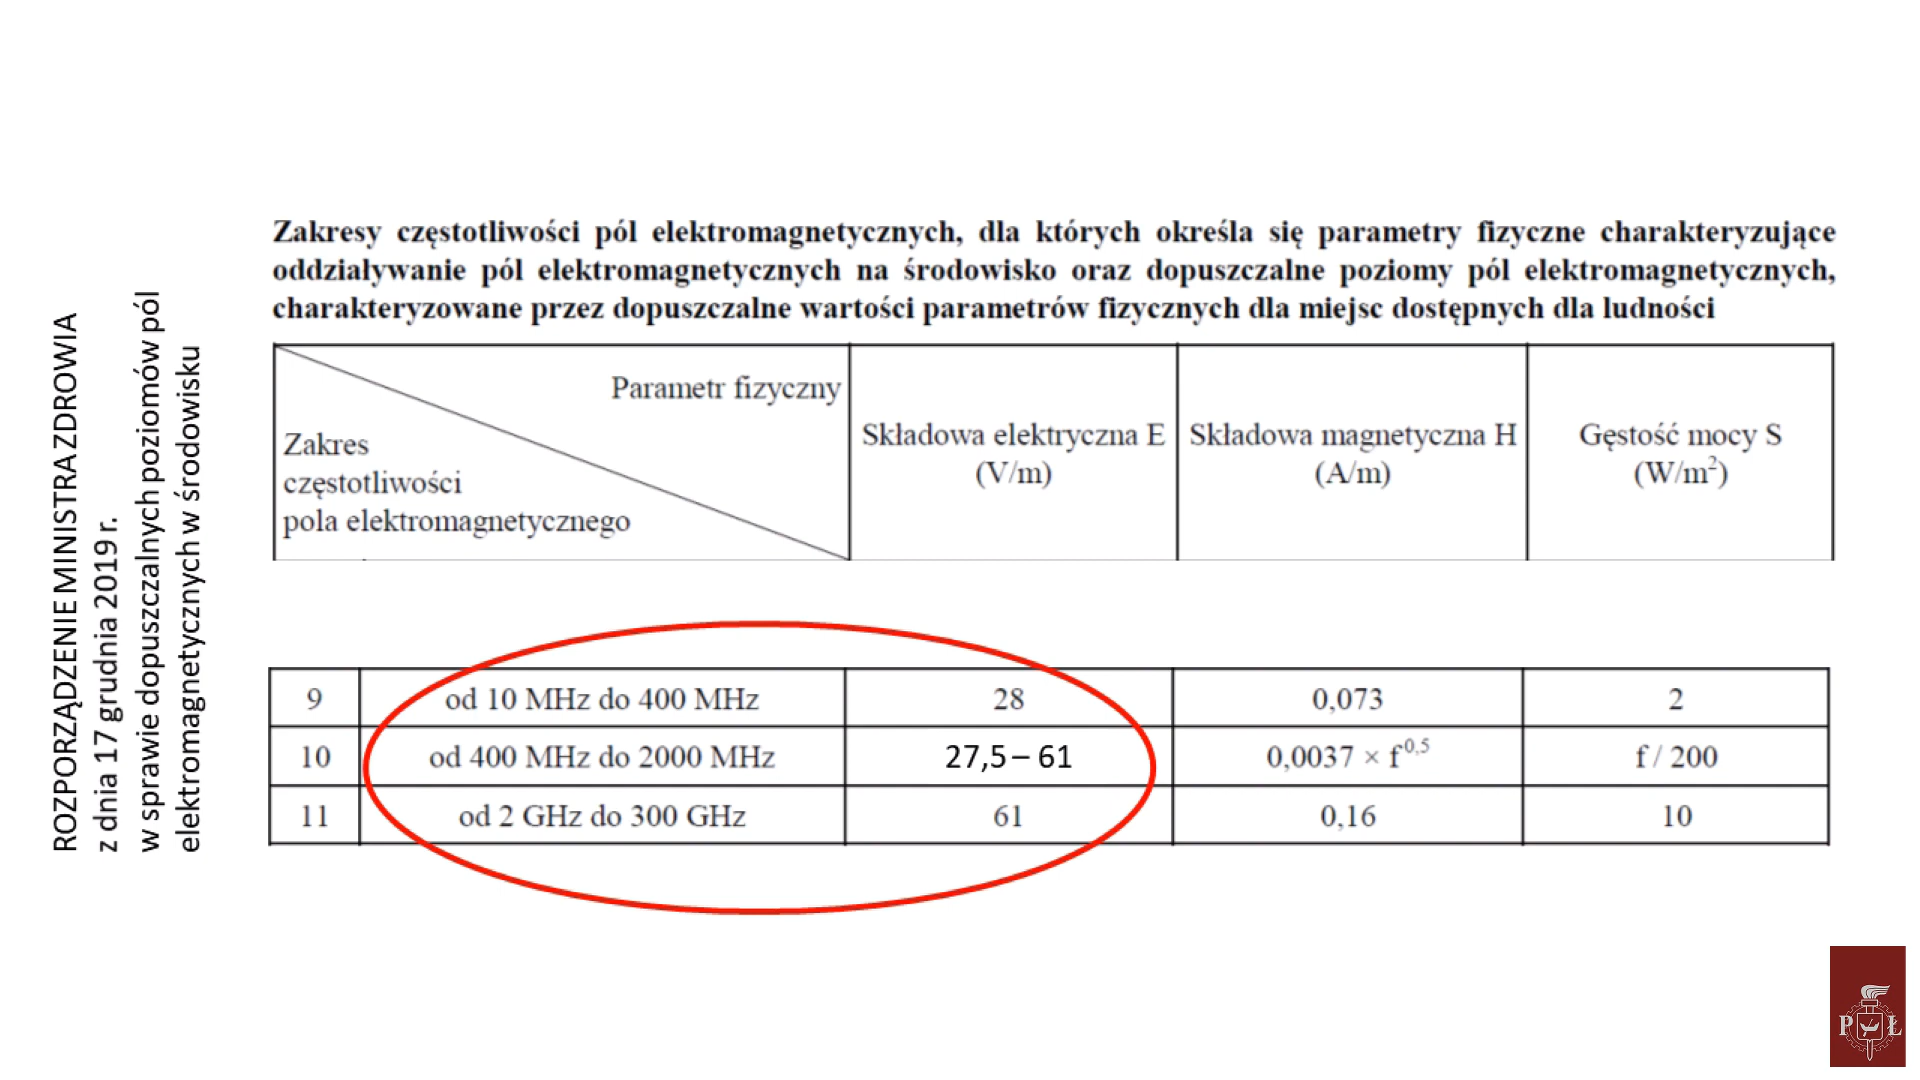 ROZPORZĄDZENIE MINISTRA ZDROWIA
z dnia 17 grudnia 2019 r.
w sprawie dopuszczalnych poziomów pól
elektromagnetycznych w środowisku
Zakresy częstotliwości pól elektromagnetycznych, dla których określa się parametry fizyczne charakteryzujące
oddziaływanie pól elektromagnetycznych na środowisko oraz dopuszczalne poziomy pól elektromagnetycznych,
charakteryzowane przez dopuszczalne wartości parametrów fizycznych dla miejsc dostępnych dla ludności
Parametr fizyczny
Zakres
częstotliwości
pola elektromagnetycznego
Składowa elektryczna E
(V/m)
Składowa magnetyczna H
(A/m)
Gęstość mocy S
(W/m²)
9 od 10 MHz do 400 MHz 28 0,073 2
10 od 400 MHz do 2000 MHz 27,5 – 61 0,0037 × f^0,5 f / 200
11 od 2 GHz do 300 GHz 61 0,16 10
P Ł